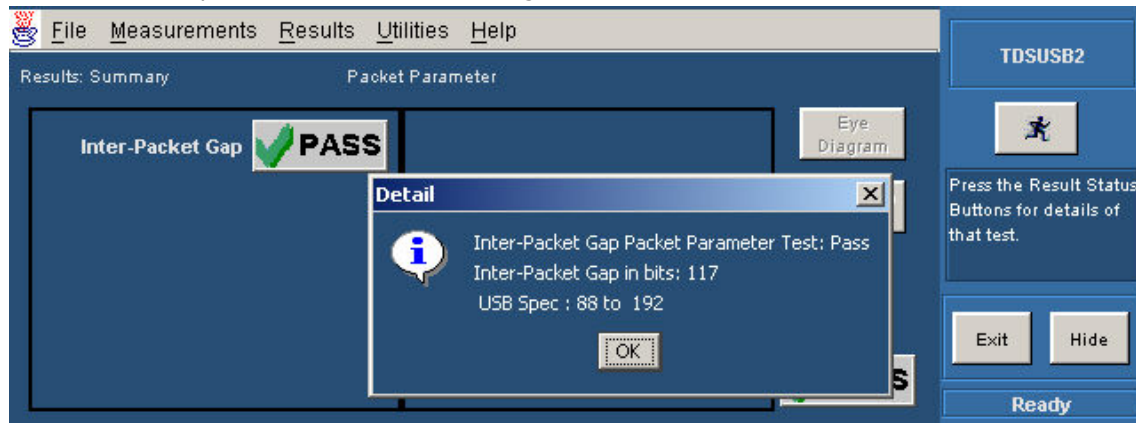 File Measurements Results Utilities Help
TDSUSB2
Results: Summary Packet Parameter
Inter-Packet Gap PASS
Eye
Diagram
Press the Result Status
Buttons for details of
that test.
Detail
Inter-Packet Gap Packet Parameter Test: Pass
Inter-Packet Gap in bits: 117
USB Spec : 88 to 192
OK
Exit Hide
Ready